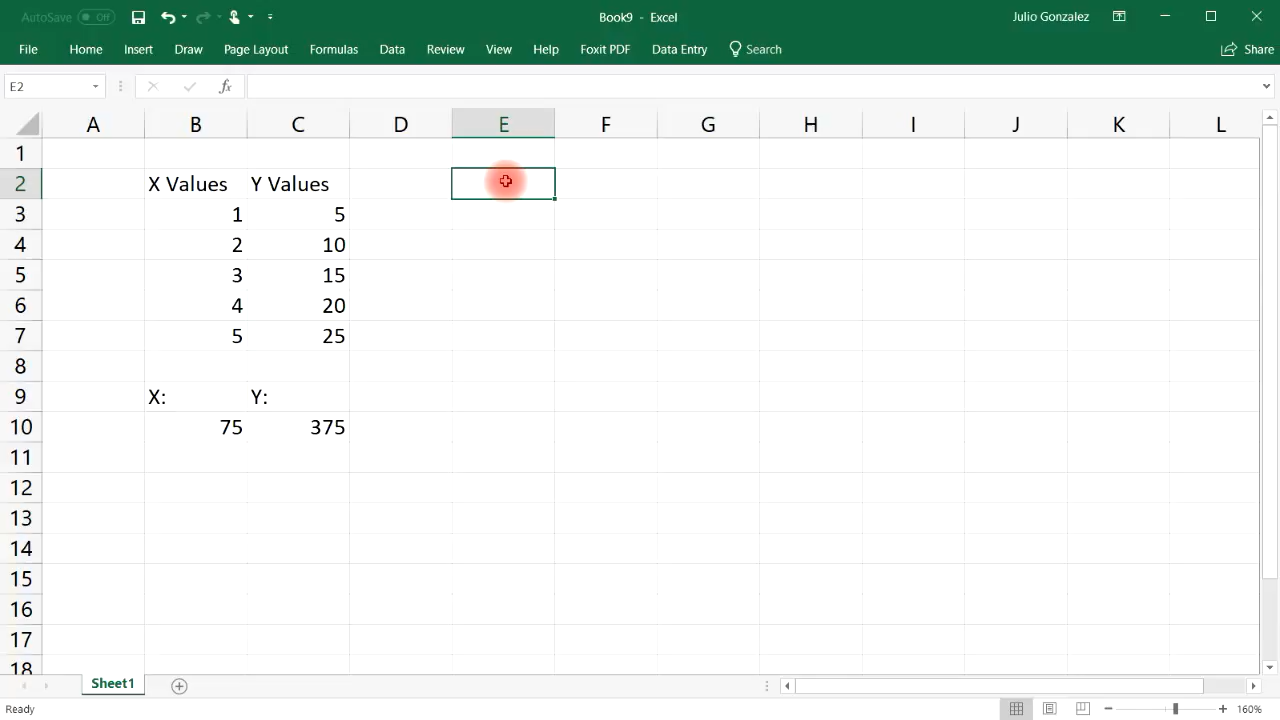 AutoSave Off Book9 - Excel Julio Gonzalez
File Home Insert Draw Page Layout Formulas Data Review View Help Foxit PDF Data Entry Search Share
E2 fx
A B C D E F G H I J K L
1
2 X Values Y Values
3 1 5
4 2 10
5 3 15
6 4 20
7 5 25
8
9 X: Y:
10 75 375
11
12
13
14
15
16
17
18
Sheet1
Ready 160%